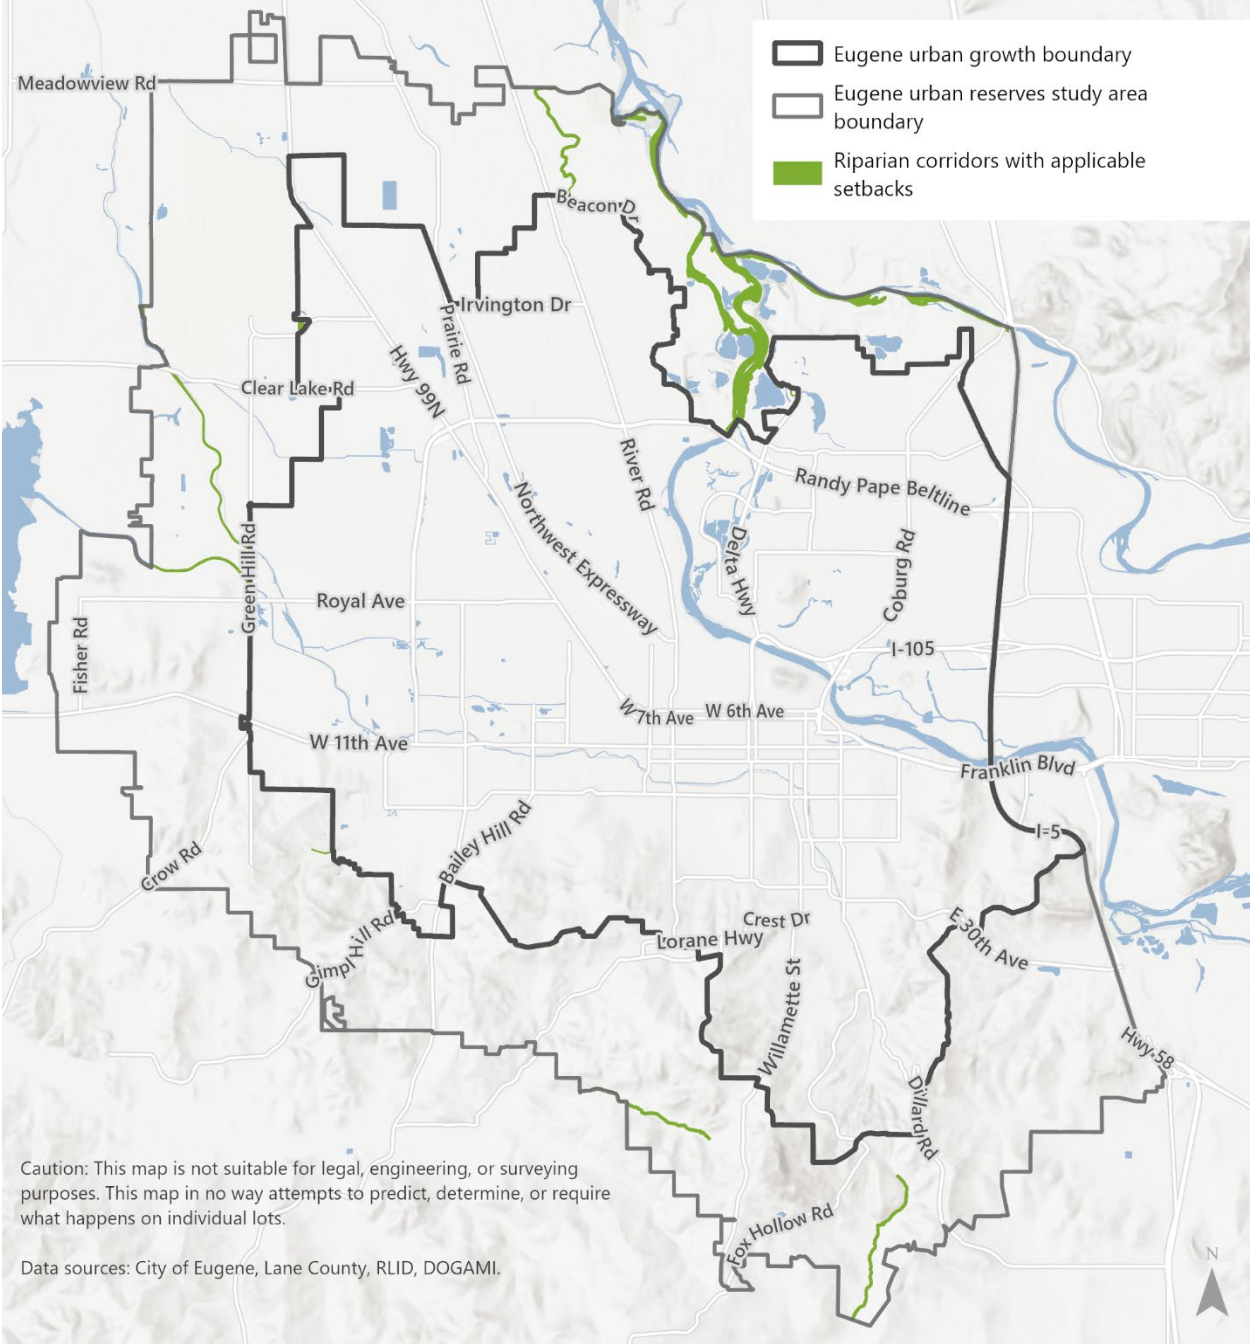 Eugene urban growth boundary
Eugene urban reserves study area
boundary
Riparian corridors with applicable
setbacks
Meadowview Rd
Beacon Dr
Irvington Dr
Prairie Rd
Hwy 99N
Clear Lake Rd
River Rd
Randy Pape Beltline
Northwest Expressway
Delta Hwy
Coburg Rd
Green Hill Rd
Royal Ave
Fisher Rd
I-105
W 7th Ave
W 6th Ave
W 11th Ave
Franklin Blvd
I-5
Bailey Hill Rd
Crow Rd
Gimpl Hill Rd
Crest Dr
Lorane Hwy
E 30th Ave
Willamette St
Hwy 58
Dillard Rd
Fox Hollow Rd
Caution: This map is not suitable for legal, engineering, or surveying
purposes. This map in no way attempts to predict, determine, or require
what happens on individual lots.
Data sources: City of Eugene, Lane County, RLID, DOGAMI.
N